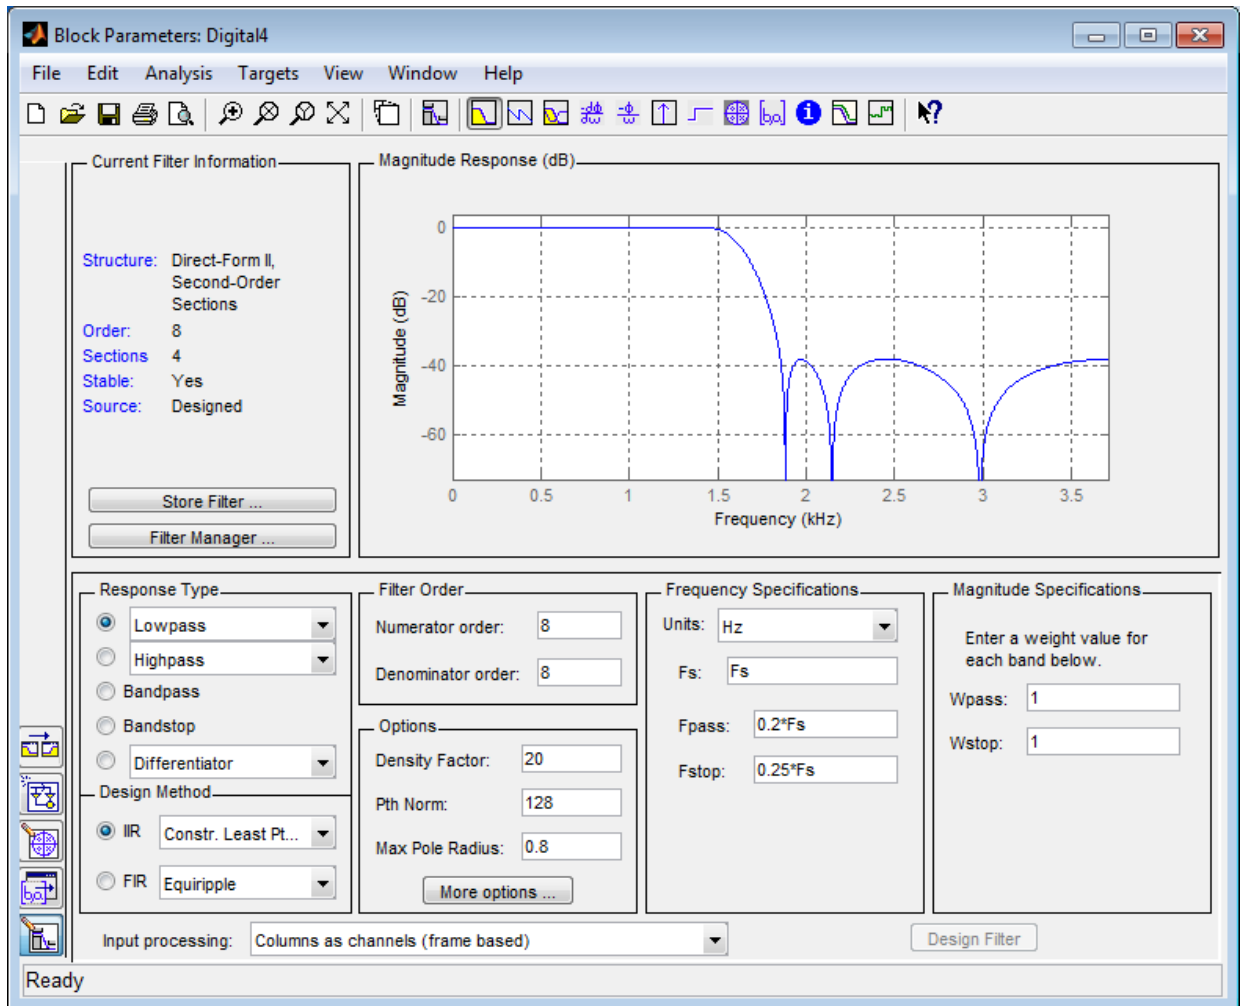 Block Parameters: Digital4
File Edit Analysis Targets View Window Help
Current Filter Information
Structure: Direct-Form II,
Second-Order
Sections
Order: 8
Sections 4
Stable: Yes
Source: Designed
Store Filter ...
Filter Manager ...
Magnitude Response (dB)
Magnitude (dB)
0
-20
-40
-60
0 0.5 1 1.5 2 2.5 3 3.5
Frequency (kHz)
Response Type
Lowpass
Highpass
Bandpass
Bandstop
Differentiator
Design Method
IIR Constr. Least Pt...
FIR Equiripple
Filter Order
Numerator order: 8
Denominator order: 8
Options
Density Factor: 20
Pth Norm: 128
Max Pole Radius: 0.8
More options ...
Frequency Specifications
Units: Hz
Fs: Fs
Fpass: 0.2*Fs
Fstop: 0.25*Fs
Magnitude Specifications
Enter a weight value for
each band below.
Wpass: 1
Wstop: 1
Input processing: Columns as channels (frame based)
Design Filter
Ready